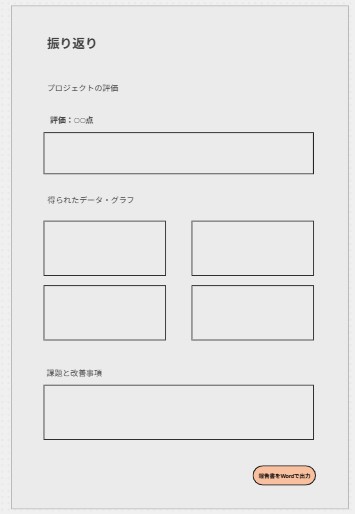 振り返り
プロジェクトの評価
評価：○○点
得られたデータ・グラフ
課題と改善事項
報告書をWordで出力